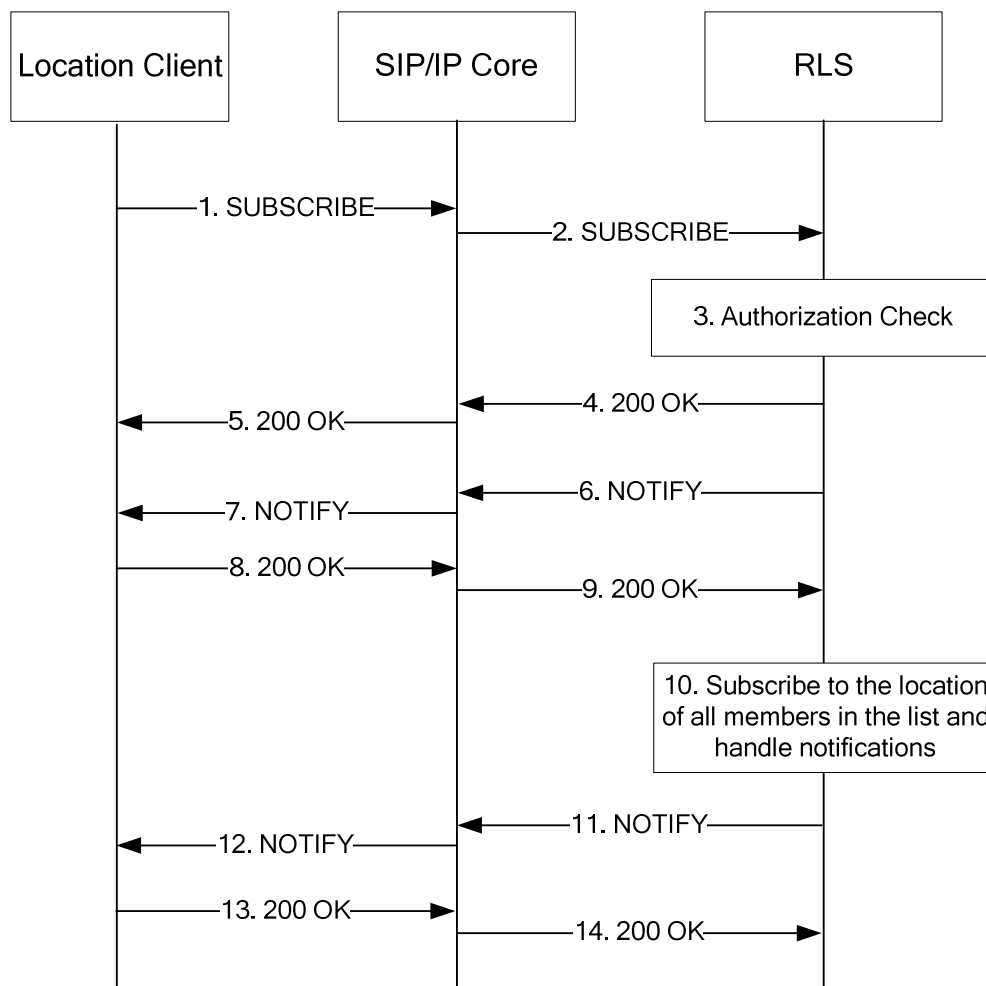 Location Client
SIP/IP Core
RLS
1. SUBSCRIBE
2. SUBSCRIBE
3. Authorization Check
4. 200 OK
5. 200 OK
6. NOTIFY
7. NOTIFY
8. 200 OK
9. 200 OK
10. Subscribe to the location
of all members in the list and
handle notifications
11. NOTIFY
12. NOTIFY
13. 200 OK
14. 200 OK